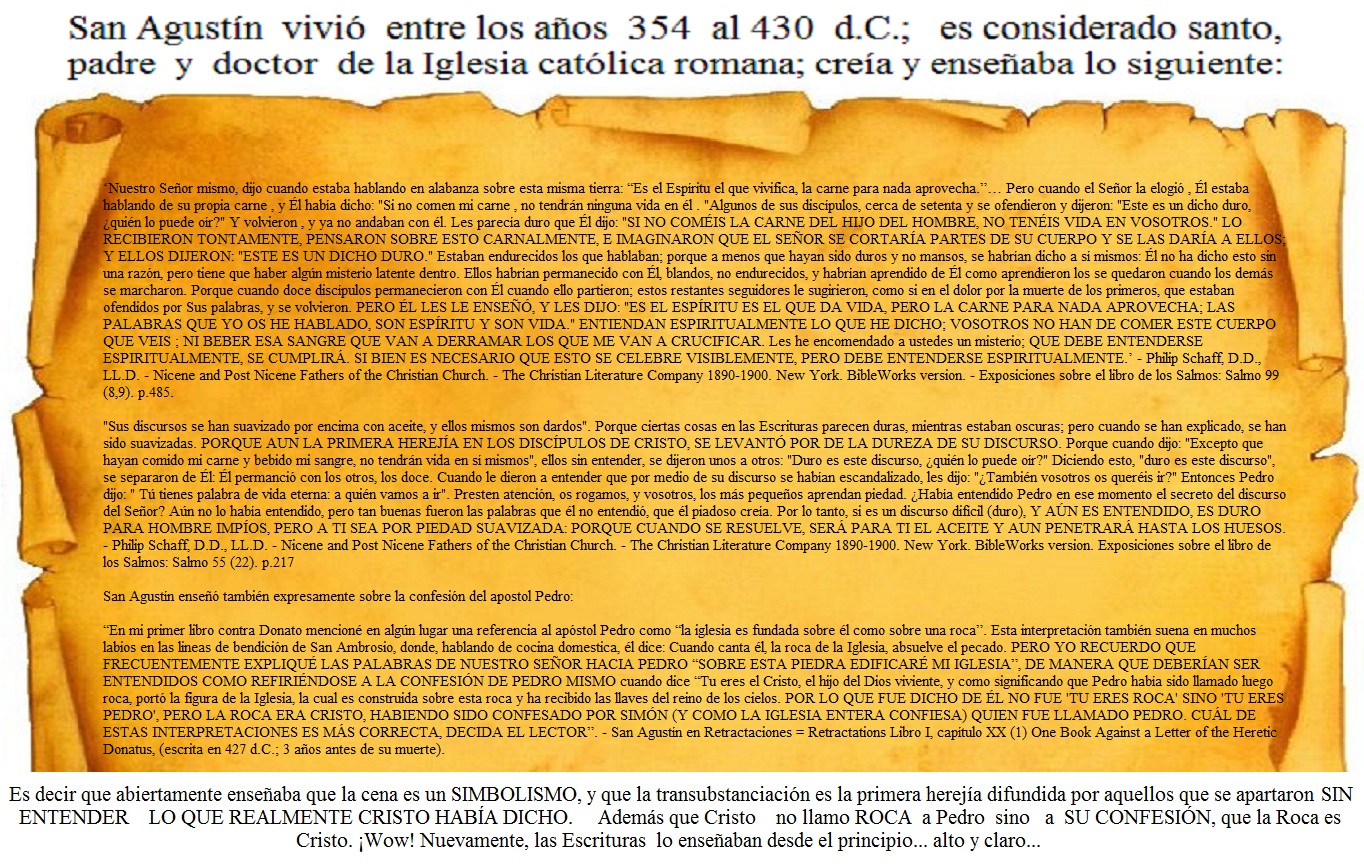 San Agustín vivió entre los años 354 al 430 d.C.; es considerado santo,
padre y doctor de la Iglesia católica romana; creía y enseñaba lo siguiente:
‘Nuestro Señor mismo, dijo cuando estaba hablando en alabanza sobre esta misma tierra: “Es el Espíritu el que vivifica, la carne para nada aprovecha.”… Pero cuando el Señor la elogió , Él estaba
hablando de su propia carne , y Él había dicho: "Si no comen mi carne , no tendrán ninguna vida en él . "Algunos de sus discípulos, cerca de setenta y se ofendieron y dijeron: "Este es un dicho duro,
¿quién lo puede oír?" Y volvieron , y ya no andaban con él. Les parecía duro que Él dijo: "SI NO COMÉIS LA CARNE DEL HIJO DEL HOMBRE, NO TENÉIS VIDA EN VOSOTROS." LO
RECIBIERON TONTAMENTE, PENSARON SOBRE ESTO CARNALMENTE, E IMAGINARON QUE EL SEÑOR SE CORTARÍA PARTES DE SU CUERPO Y SE LAS DARÍA A ELLOS;
Y ELLOS DIJERON: "ESTE ES UN DICHO DURO." Estaban endurecidos los que hablaban; porque a menos que hayan sido duros y no mansos, se habrían dicho a sí mismos: Él no ha dicho esto sin
una razón, pero tiene que haber algún misterio latente dentro. Ellos habrían permanecido con Él, blandos, no endurecidos, y habrían aprendido de Él como aprendieron los se quedaron cuando los demás
se marcharon. Porque cuando doce discípulos permanecieron con Él cuando ello partieron; estos restantes seguidores le sugirieron, como si en el dolor por la muerte de los primeros, que estaban
ofendidos por Sus palabras, y se volvieron. PERO ÉL LES LE ENSEÑÓ, Y LES DIJO: "ES EL ESPÍRITU ES EL QUE DA VIDA, PERO LA CARNE PARA NADA APROVECHA; LAS
PALABRAS QUE YO OS HE HABLADO, SON ESPÍRITU Y SON VIDA." ENTIENDAN ESPIRITUALMENTE LO QUE HE DICHO; VOSOTROS NO HAN DE COMER ESTE CUERPO
QUE VEIS ; NI BEBER ESA SANGRE QUE VAN A DERRAMAR LOS QUE ME VAN A CRUCIFICAR. Les he encomendado a ustedes un misterio; QUE DEBE ENTENDERSE
ESPIRITUALMENTE, SE CUMPLIRÁ. SI BIEN ES NECESARIO QUE ESTO SE CELEBRE VISIBLEMENTE, PERO DEBE ENTENDERSE ESPIRITUALMENTE.’ - Philip Schaff, D.D.,
LL.D. - Nicene and Post Nicene Fathers of the Christian Church. - The Christian Literature Company 1890-1900. New York. BibleWorks version. - Exposiciones sobre el libro de los Salmos: Salmo 99
(8,9). p.485.
"Sus discursos se han suavizado por encima con aceite, y ellos mismos son dardos". Porque ciertas cosas en las Escrituras parecen duras, mientras estaban oscuras; pero cuando se han explicado, se han
sido suavizadas. PORQUE AUN LA PRIMERA HEREJÍA EN LOS DISCÍPULOS DE CRISTO, SE LEVANTÓ POR DE LA DUREZA DE SU DISCURSO. Porque cuando dijo: "Excepto que
hayan comido mi carne y bebido mi sangre, no tendrán vida en sí mismos", ellos sin entender, se dijeron unos a otros: "Duro es este discurso, ¿quién lo puede oír?" Diciendo esto, "duro es este discurso",
se separaron de Él: Él permanció con los otros, los doce. Cuando le dieron a entender que por medio de su discurso se habían escandalizado, les dijo: "¿También vosotros os queréis ir?" Entonces Pedro
dijo: " Tú tienes palabra de vida eterna: a quién vamos a ir". Presten atención, os rogamos, y vosotros, los más pequeños aprendan piedad. ¿Había entendido Pedro en ese momento el secreto del discurso
del Señor? Aún no lo había entendido, pero tan buenas fueron las palabras que él no entendió, que él piadoso creía. Por lo tanto, si es un discurso difícil (duro), Y AÚN ES ENTENDIDO, ES DURO
PARA HOMBRE IMPÍOS, PERO A TI SEA POR PIEDAD SUAVIZADA: PORQUE CUANDO SE RESUELVE, SERÁ PARA TI EL ACEITE Y AUN PENETRARÁ HASTA LOS HUESOS.
- Philip Schaff, D.D., LL.D. - Nicene and Post Nicene Fathers of the Christian Church. - The Christian Literature Company 1890-1900. New York. BibleWorks version. Exposiciones sobre el libro de
los Salmos: Salmo 55 (22). p.217
San Agustín enseñó también expresamente sobre la confesión del apostol Pedro:
“En mi primer libro contra Donato mencioné en algún lugar una referencia al apóstol Pedro como “la iglesia es fundada sobre él como sobre una roca”. Esta interpretación también suena en muchos
labios en las lineas de bendición de San Ambrosio, donde, hablando de cocina domestica, él dice: Cuando canta él, la roca de la Iglesia, absuelve el pecado. PERO YO RECUERDO QUE
FRECUENTEMENTE EXPLIQUÉ LAS PALABRAS DE NUESTRO SEÑOR HACIA PEDRO “SOBRE ESTA PIEDRA EDIFICARÉ MI IGLESIA”, DE MANERA QUE DEBERÍAN SER
ENTENDIDOS COMO REFIRIÉNDOSE A LA CONFESIÓN DE PEDRO MISMO cuando dice “Tu eres el Cristo, el hijo del Dios viviente, y como significando que Pedro había sido llamado luego
roca, portó la figura de la Iglesia, la cual es construida sobre esta roca y ha recibido las llaves del reino de los cielos. POR LO QUE FUE DICHO DE ÉL NO FUE 'TU ERES ROCA' SINO 'TU ERES
PEDRO', PERO LA ROCA ERA CRISTO, HABIENDO SIDO CONFESADO POR SIMÓN (Y COMO LA IGLESIA ENTERA CONFIESA) QUIEN FUE LLAMADO PEDRO. CUÁL DE
ESTAS INTERPRETACIONES ES MÁS CORRECTA, DECIDA EL LECTOR”. - San Agustin en Retractaciones = Retractations Libro I, capítulo XX (1) One Book Against a Letter of the Heretic
Donatus, (escrita en 427 d.C.; 3 años antes de su muerte).
Es decir que abiertamente enseñaba que la cena es un SIMBOLISMO, y que la transubstanciación es la primera herejía difundida por aquellos que se apartaron SIN
ENTENDER LO QUE REALMENTE CRISTO HABÍA DICHO. Además que Cristo no llamo ROCA a Pedro sino a SU CONFESIÓN, que la Roca es
Cristo. ¡Wow! Nuevamente, las Escrituras lo enseñaban desde el principio... alto y claro...